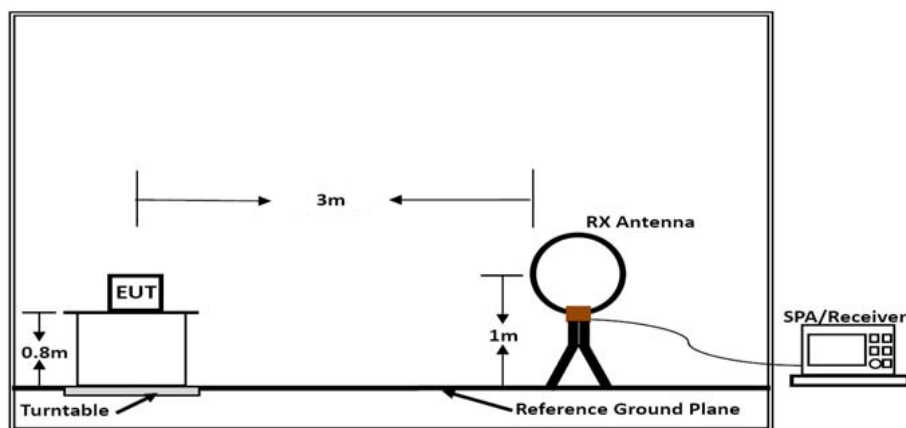 3m
RX Antenna
EUT
SPA/Receiver
0.8m
1m
Turntable
Reference Ground Plane